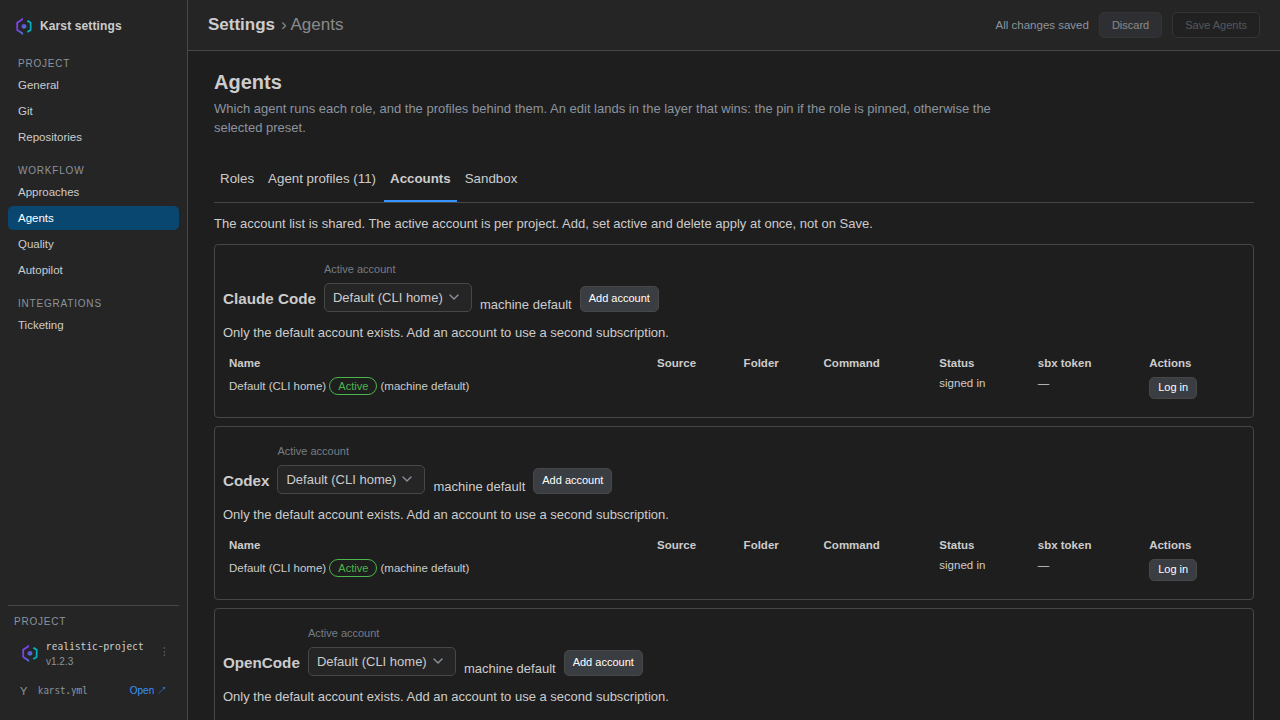 Karst settings
PROJECT
General
Git
Repositories
WORKFLOW
Approaches
Agents
Quality
Autopilot
INTEGRATIONS
Ticketing
PROJECT
realistic-project
v1.2.3
Y karst.yml Open ↗
Settings › Agents
All changes saved Discard Save Agents
Agents
Which agent runs each role, and the profiles behind them. An edit lands in the layer that wins: the pin if the role is pinned, otherwise the
selected preset.
Roles Agent profiles (11) Accounts Sandbox
The account list is shared. The active account is per project. Add, set active and delete apply at once, not on Save.
Active account
Claude Code Default (CLI home) machine default Add account
Only the default account exists. Add an account to use a second subscription.
Name Source Folder Command Status sbx token Actions
Default (CLI home) Active (machine default) signed in — Log in
Active account
Codex Default (CLI home) machine default Add account
Only the default account exists. Add an account to use a second subscription.
Name Source Folder Command Status sbx token Actions
Default (CLI home) Active (machine default) signed in — Log in
Active account
OpenCode Default (CLI home) machine default Add account
Only the default account exists. Add an account to use a second subscription.